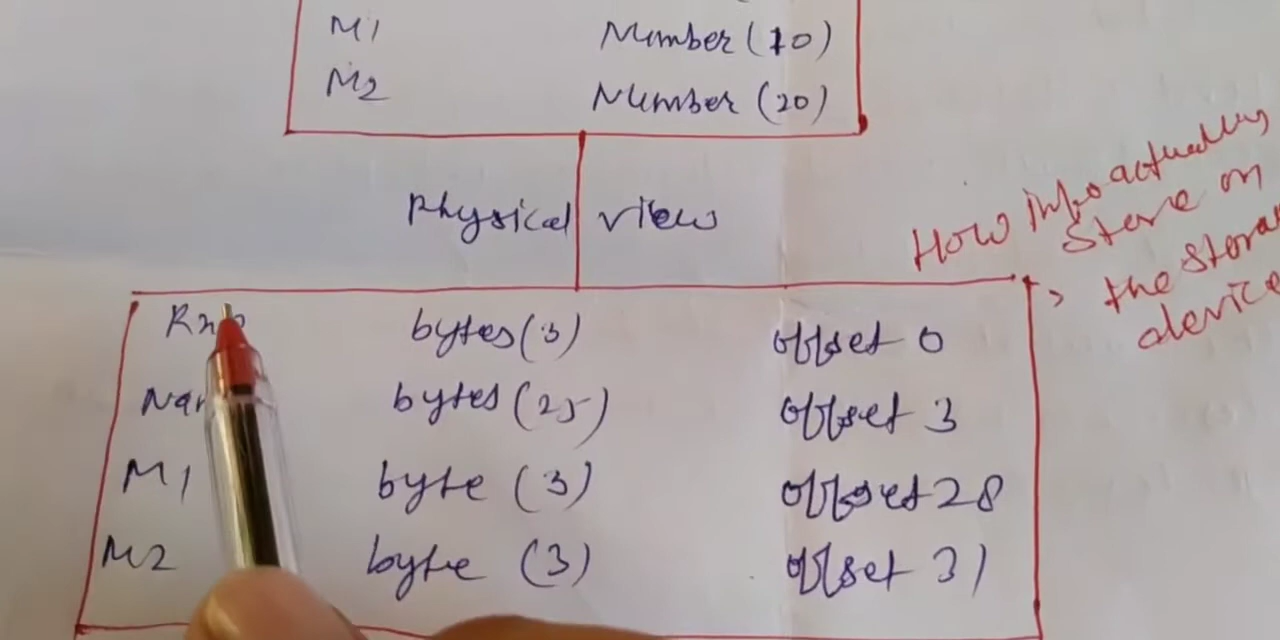 M1 Number (10)
M2 Number (20)
Physical view
How info actually
store on
the
device
bytes (3) offset 0
bytes (25) offset 3
M1 byte (3) offset 28
M2 byte (3) offset 31